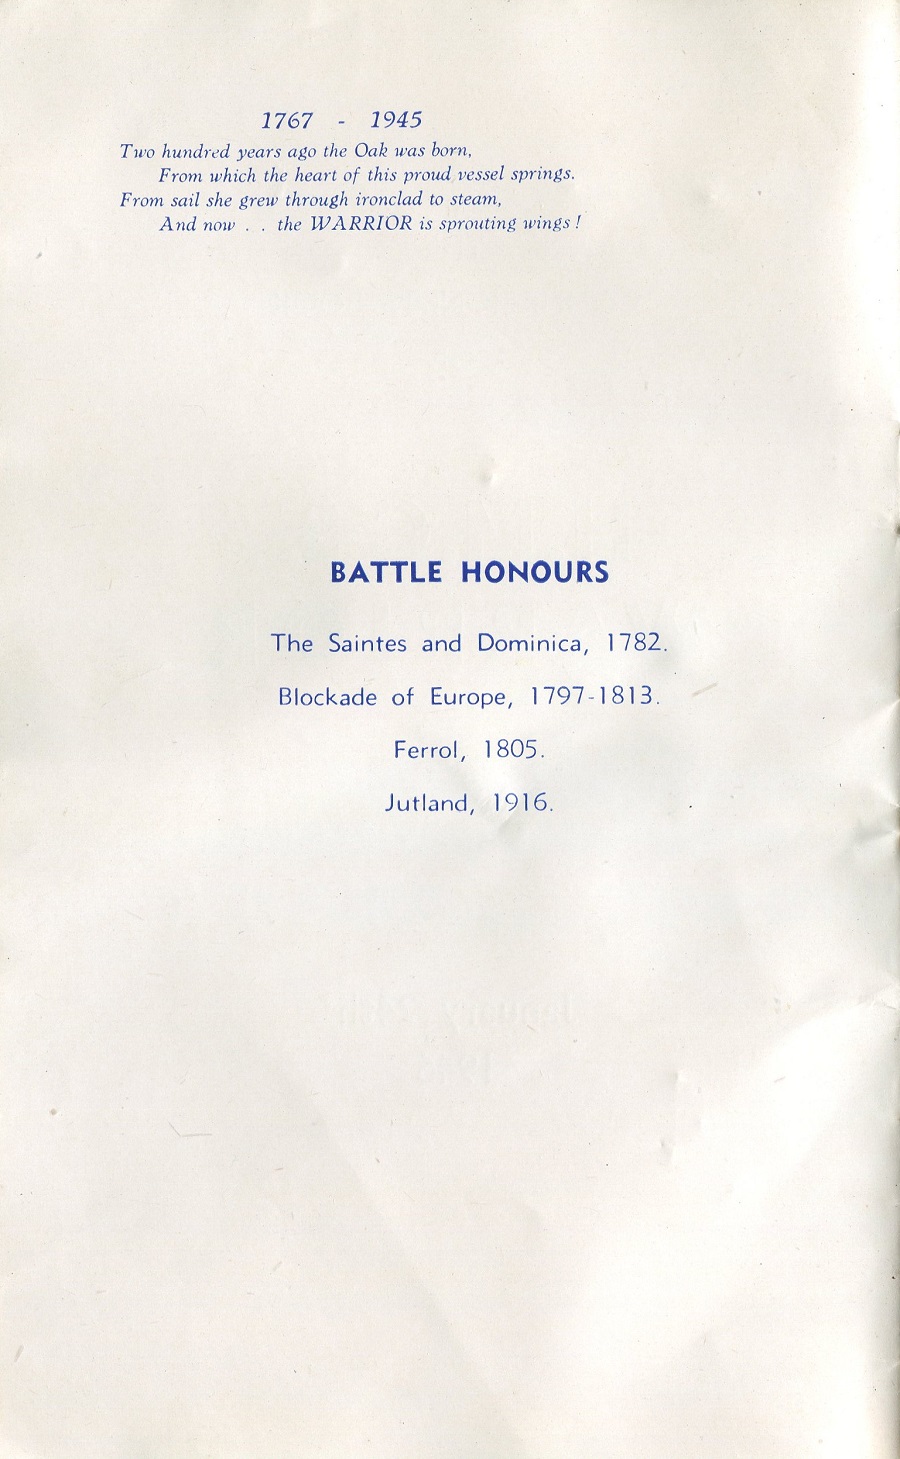 1767 - 1945
Two hundred years ago the Oak was born,
From which the heart of this proud vessel springs.
From sail she grew through ironclad to steam,
And now . . the WARRIOR is sprouting wings !
BATTLE HONOURS
The Saintes and Dominica, 1782.
Blockade of Europe, 1797-1813.
Ferrol, 1805.
Jutland, 1916.